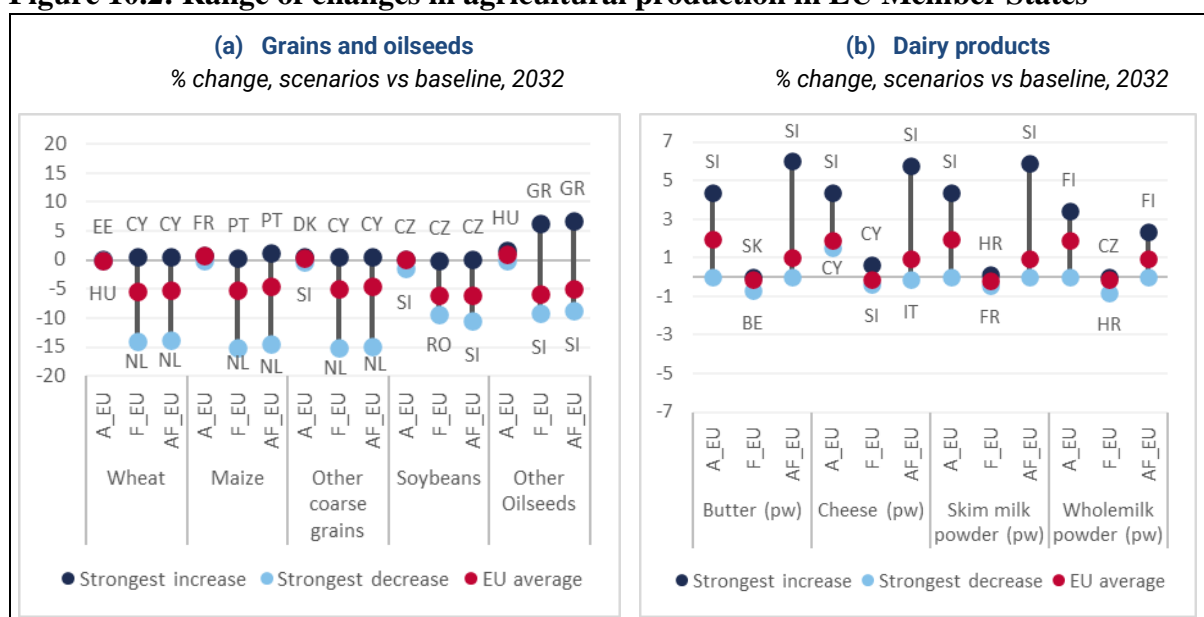 Figure 10.2: Range of changes in agricultural production in EU Member States
(a) Grains and oilseeds
% change, scenarios vs baseline, 2032
20
15
10
5
0
-5
-10
-15
-20
EE
HU
CY
NL
CY
NL
FR
PT
NL
PT
NL
DK
SI
CY
NL
CY
NL
CZ
SI
CZ
RO
CZ
SI
HU
GR
SI
GR
SI
A_EU
F_EU
AF_EU
A_EU
F_EU
AF_EU
A_EU
F_EU
AF_EU
A_EU
F_EU
AF_EU
A_EU
F_EU
AF_EU
Wheat
Maize
Other
coarse
grains
Soybeans
Other
Oilseeds
Strongest increase
Strongest decrease
EU average
(b) Dairy products
% change, scenarios vs baseline, 2032
7
5
3
1
-1
-3
-5
-7
SI
SK
BE
SI
SI
CY
CY
SI
SI
IT
SI
HR
FR
SI
FI
CZ
HR
FI
A_EU
F_EU
AF_EU
A_EU
F_EU
AF_EU
A_EU
F_EU
AF_EU
A_EU
F_EU
AF_EU
Butter (pw)
Cheese (pw)
Skim milk
powder (pw)
Wholemilk
powder (pw)
Strongest increase
Strongest decrease
EU average